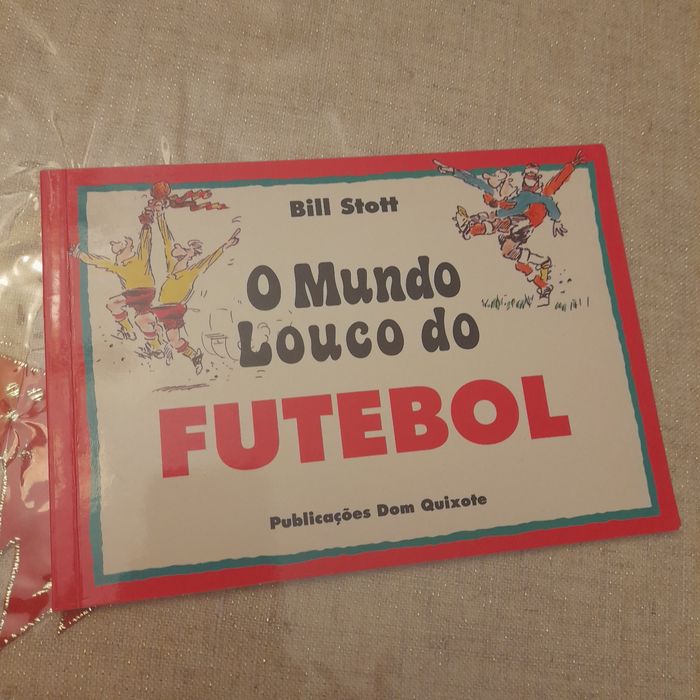 Bill Stott
O Mundo
Louco do
FUTEBOL
Publicações Dom Quixote